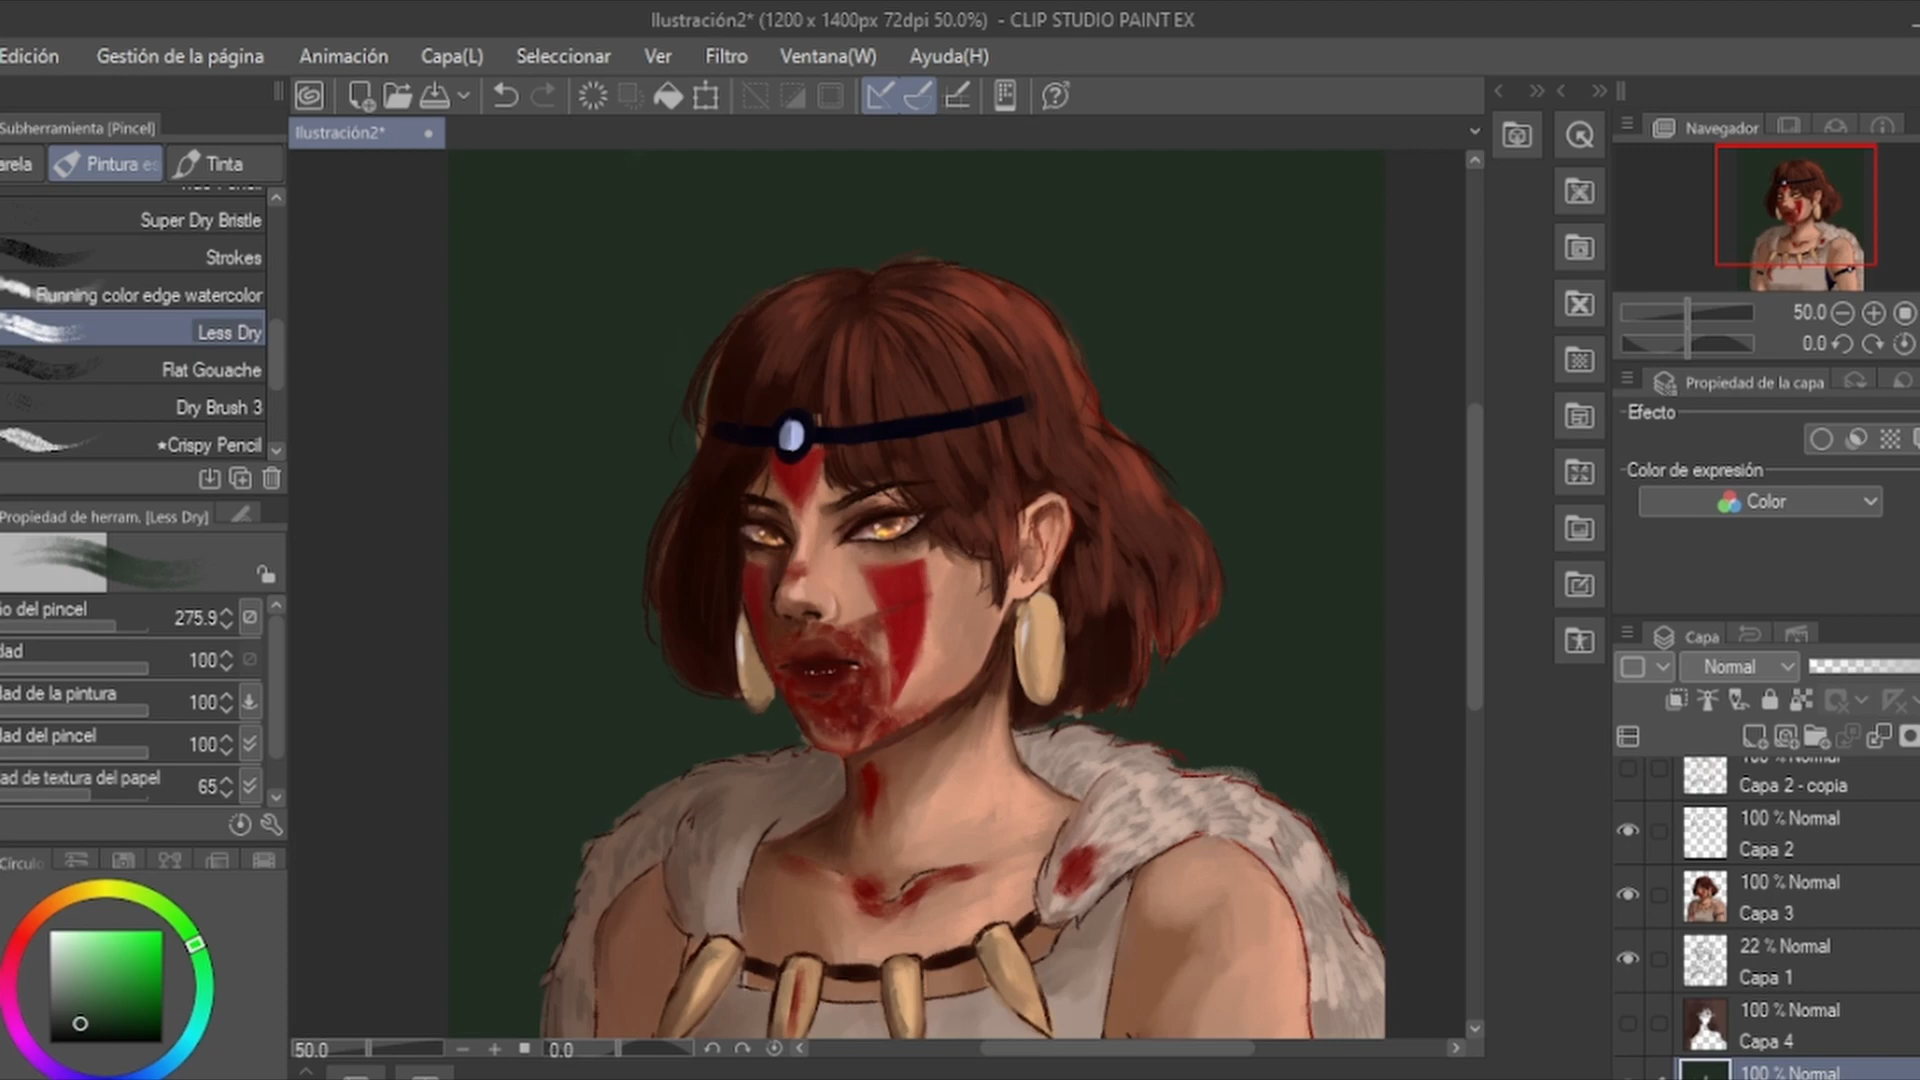 Ilustración2* (1200 x 1400px 72dpi 50.0%) - CLIP STUDIO PAINT EX
Edición Gestión de la página Animación Capa(L) Seleccionar Ver Filtro Ventana(W) Ayuda(H)
Subherramienta [Pincel]
Ilustración2*
Navegador
arela Pintura es Tinta
Super Dry Bristle
Strokes
Running color edge watercolor
Less Dry
Flat Gouache
Dry Brush 3
★Crispy Pencil
50.0
0.0
Propiedad de la capa
Efecto
Color de expresión
Color
Propiedad de herram. [Less Dry]
ño del pincel 275.9
dad 100
dad de la pintura 100
dad del pincel 100
ad de textura del papel 65
Círculo
Capa
Normal
100 % Normal
Capa 2 - copia
100 % Normal
Capa 2
100 % Normal
Capa 3
22 % Normal
Capa 1
100 % Normal
Capa 4
100 % Normal
50.0 0.0